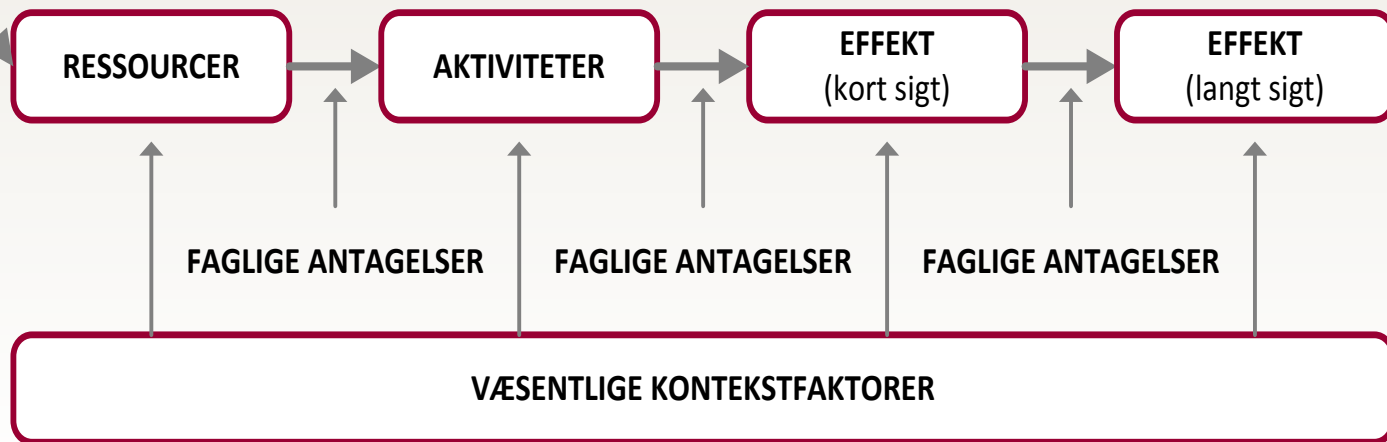 RESSOURCER
AKTIVITETER
EFFEKT
(kort sigt)
EFFEKT
(langt sigt)
FAGLIGE ANTAGELSER
FAGLIGE ANTAGELSER
FAGLIGE ANTAGELSER
VÆSENTLIGE KONTEKSTFAKTORER